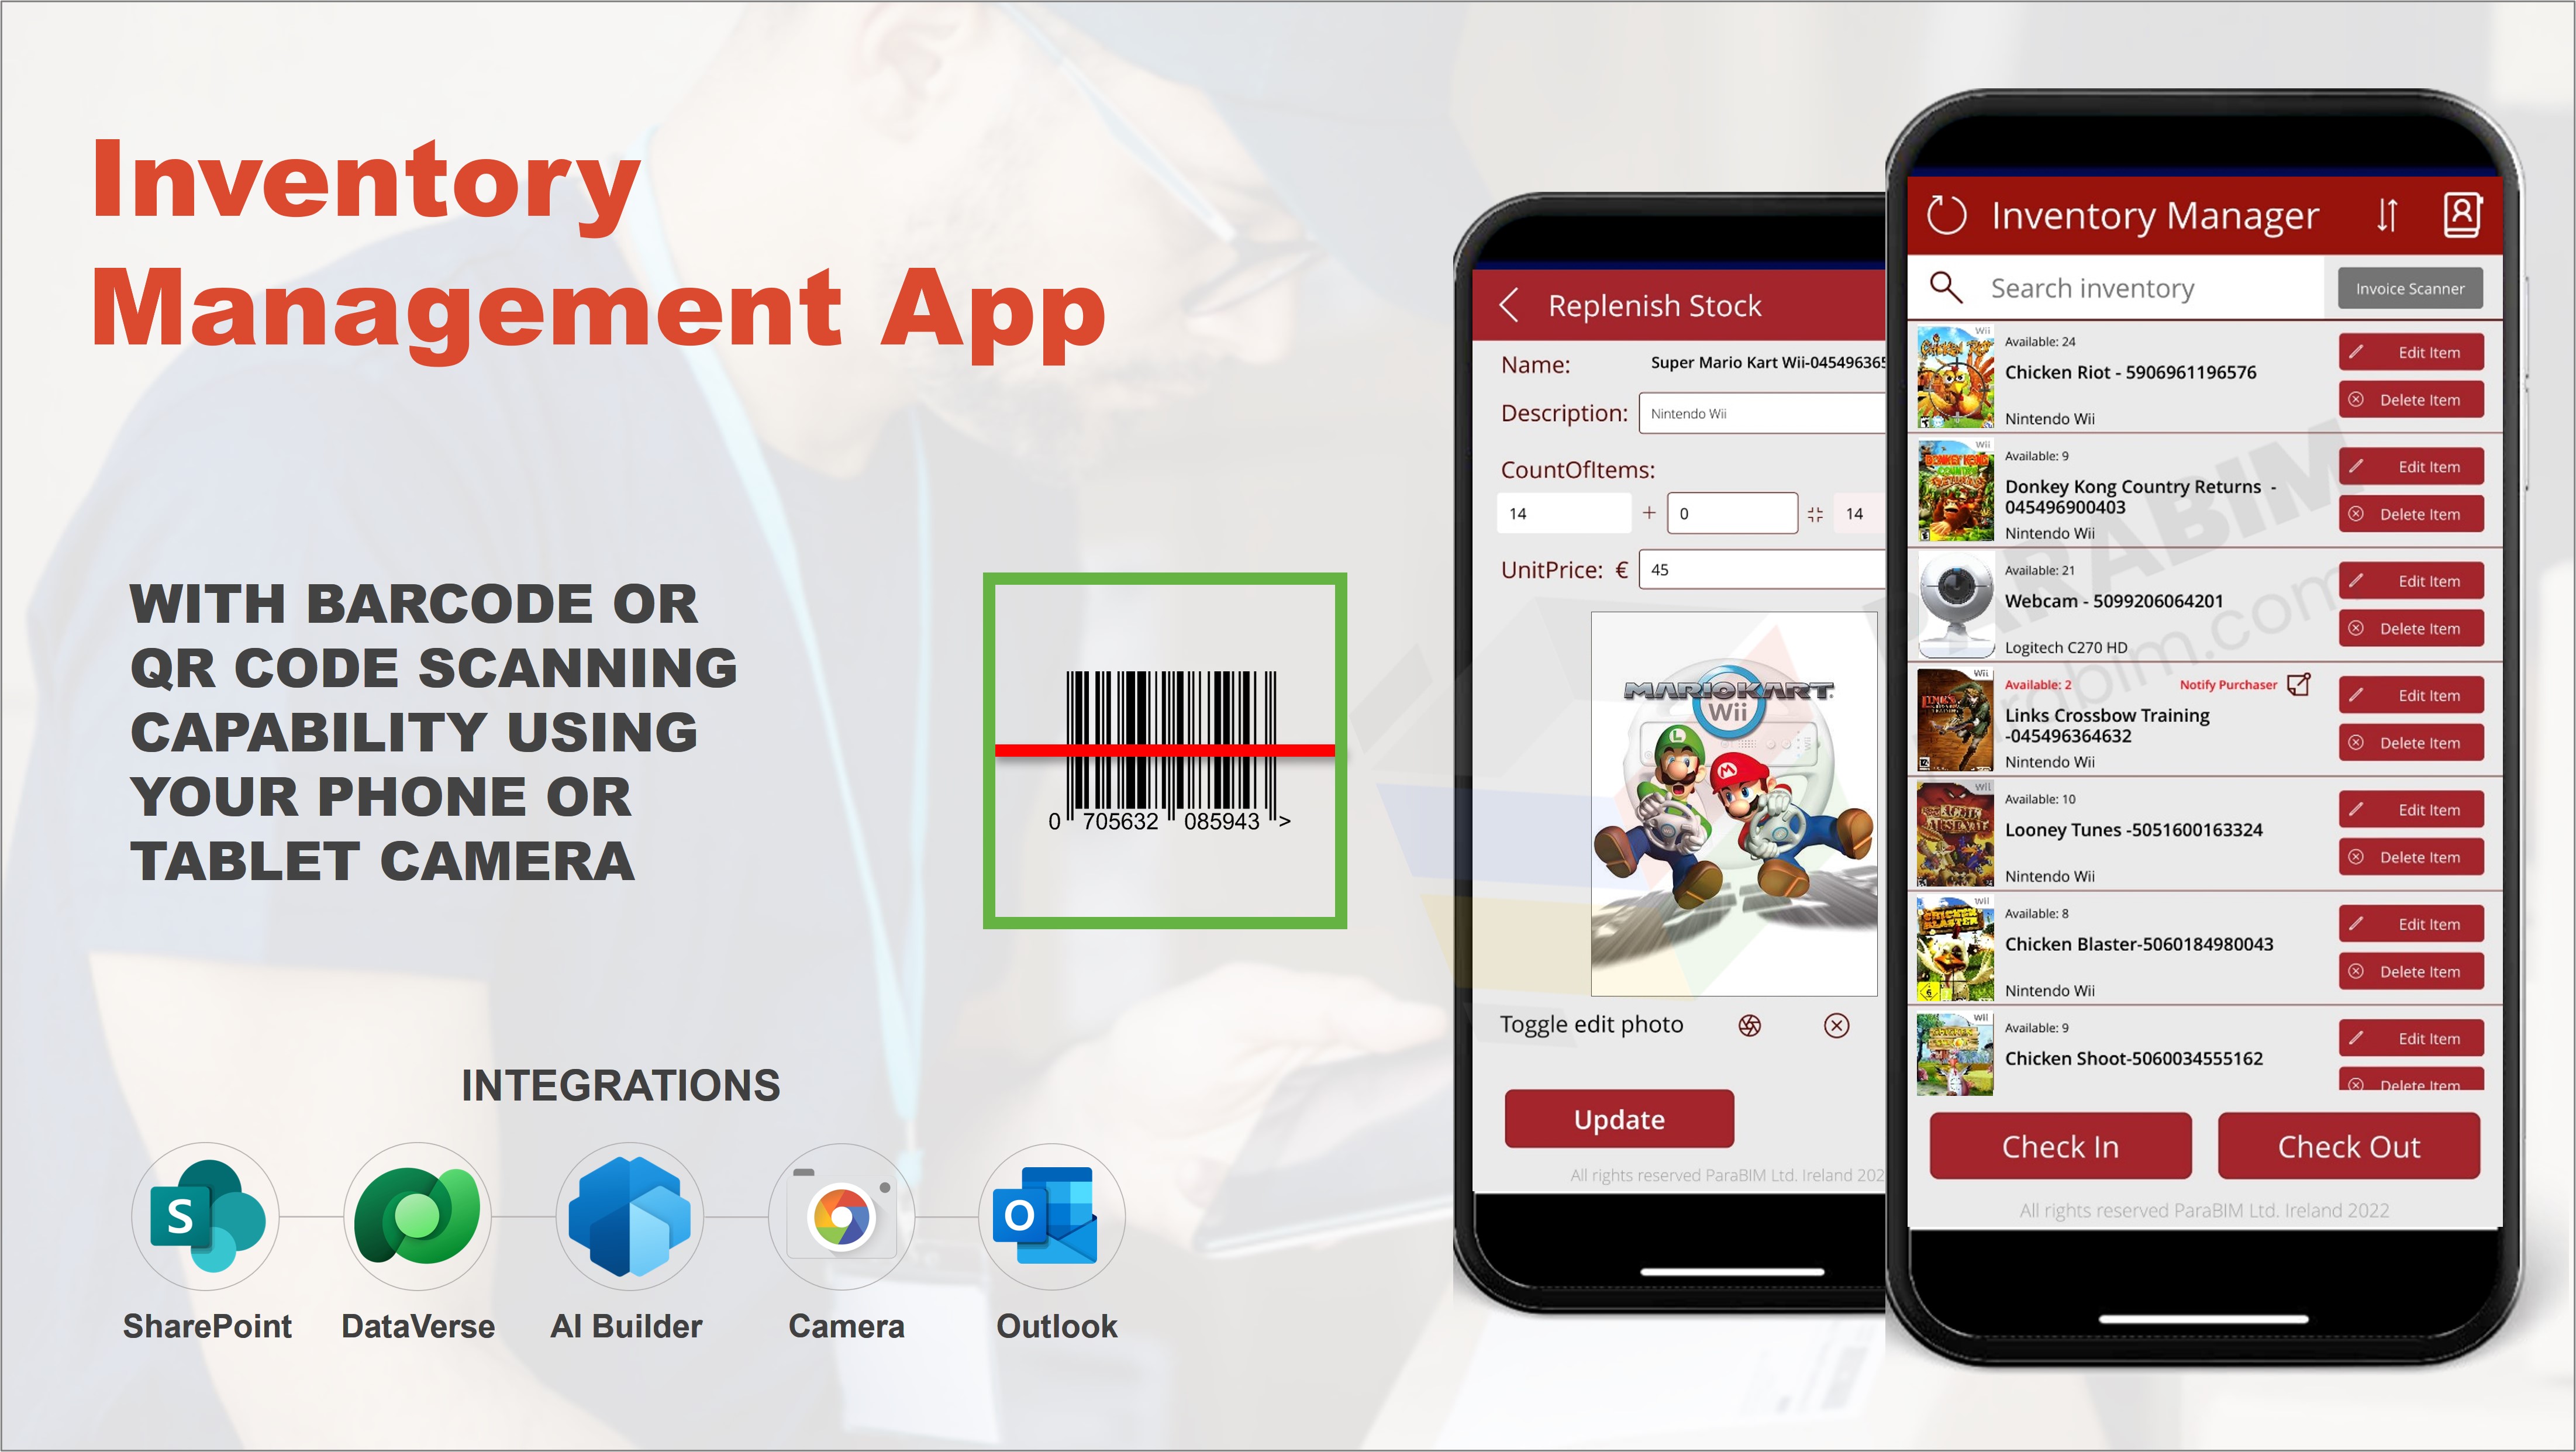 Inventory
Management App
WITH BARCODE OR
QR CODE SCANNING
CAPABILITY USING
YOUR PHONE OR
TABLET CAMERA
0 705632 085943 >
INTEGRATIONS
SharePoint
DataVerse
AI Builder
Camera
Outlook
Replenish Stock
Name: Super Mario Kart Wii-045496365
Description: Nintendo Wii
CountOfItems:
14 + 0 14
UnitPrice: € 45
MARIOKART
Wii
Toggle edit photo
Update
All rights reserved ParaBIM Ltd. Ireland 202
Inventory Manager
Search inventory
Invoice Scanner
Available: 24
Chicken Riot - 5906961196576
Nintendo Wii
Edit Item
Delete Item
Available: 9
Donkey Kong Country Returns -
045496900403
Nintendo Wii
Edit Item
Delete Item
Available: 21
Webcam - 5099206064201
Logitech C270 HD
Edit Item
Delete Item
Available: 2
Notify Purchaser
Links Crossbow Training
-045496364632
Nintendo Wii
Edit Item
Delete Item
Available: 10
Looney Tunes -5051600163324
Nintendo Wii
Edit Item
Delete Item
Available: 8
Chicken Blaster-5060184980043
Nintendo Wii
Edit Item
Delete Item
Available: 9
Chicken Shoot-5060034555162
Edit Item
Delete Item
Check In
Check Out
All rights reserved ParaBIM Ltd. Ireland 2022
PARABIM
parabim.com